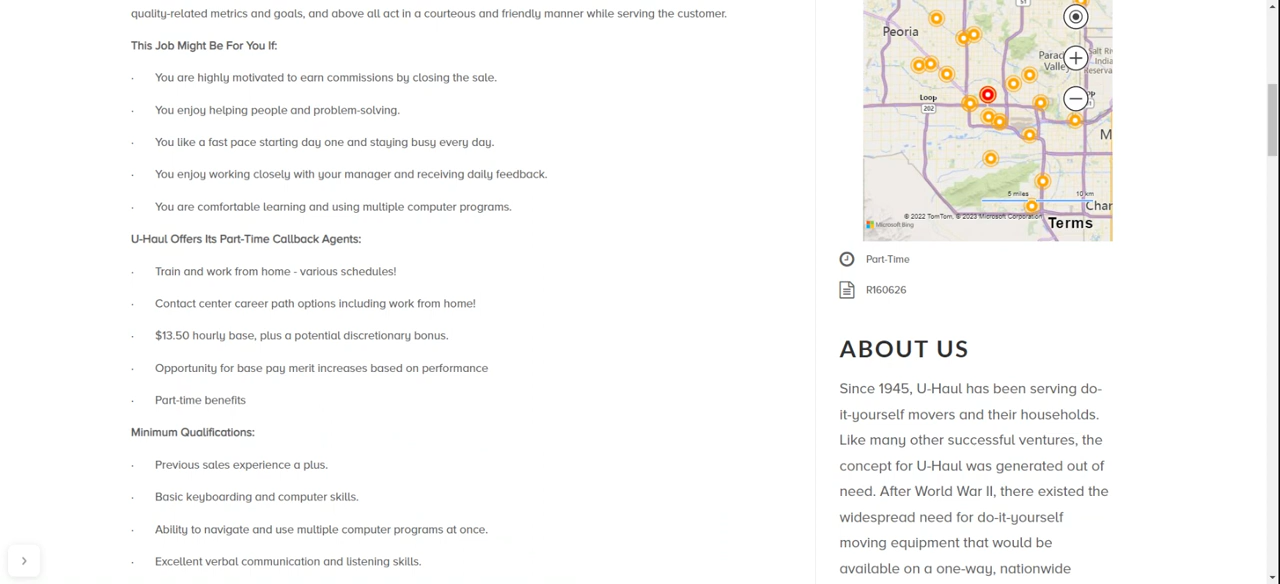 quality-related metrics and goals, and above all act in a courteous and friendly manner while serving the customer.
This Job Might Be For You If:
· You are highly motivated to earn commissions by closing the sale.
· You enjoy helping people and problem-solving.
· You like a fast pace starting day one and staying busy every day.
· You enjoy working closely with your manager and receiving daily feedback.
· You are comfortable learning and using multiple computer programs.
U-Haul Offers Its Part-Time Callback Agents:
· Train and work from home - various schedules!
· Contact center career path options including work from home!
· $13.50 hourly base, plus a potential discretionary bonus.
· Opportunity for base pay merit increases based on performance
· Part-time benefits
Minimum Qualifications:
· Previous sales experience a plus.
· Basic keyboarding and computer skills.
· Ability to navigate and use multiple computer programs at once.
· Excellent verbal communication and listening skills.
51
Peoria
Salt Ri
Parad
India
Valley
Reserva
Loop
202
M
5 miles
10 km
Char
© 2022 TomTom, © 2023 Microsoft Corporation
Terms
Microsoft Bing
Part-Time
R160626
ABOUT US
Since 1945, U-Haul has been serving do-
it-yourself movers and their households.
Like many other successful ventures, the
concept for U-Haul was generated out of
need. After World War II, there existed the
widespread need for do-it-yourself
moving equipment that would be
available on a one-way, nationwide